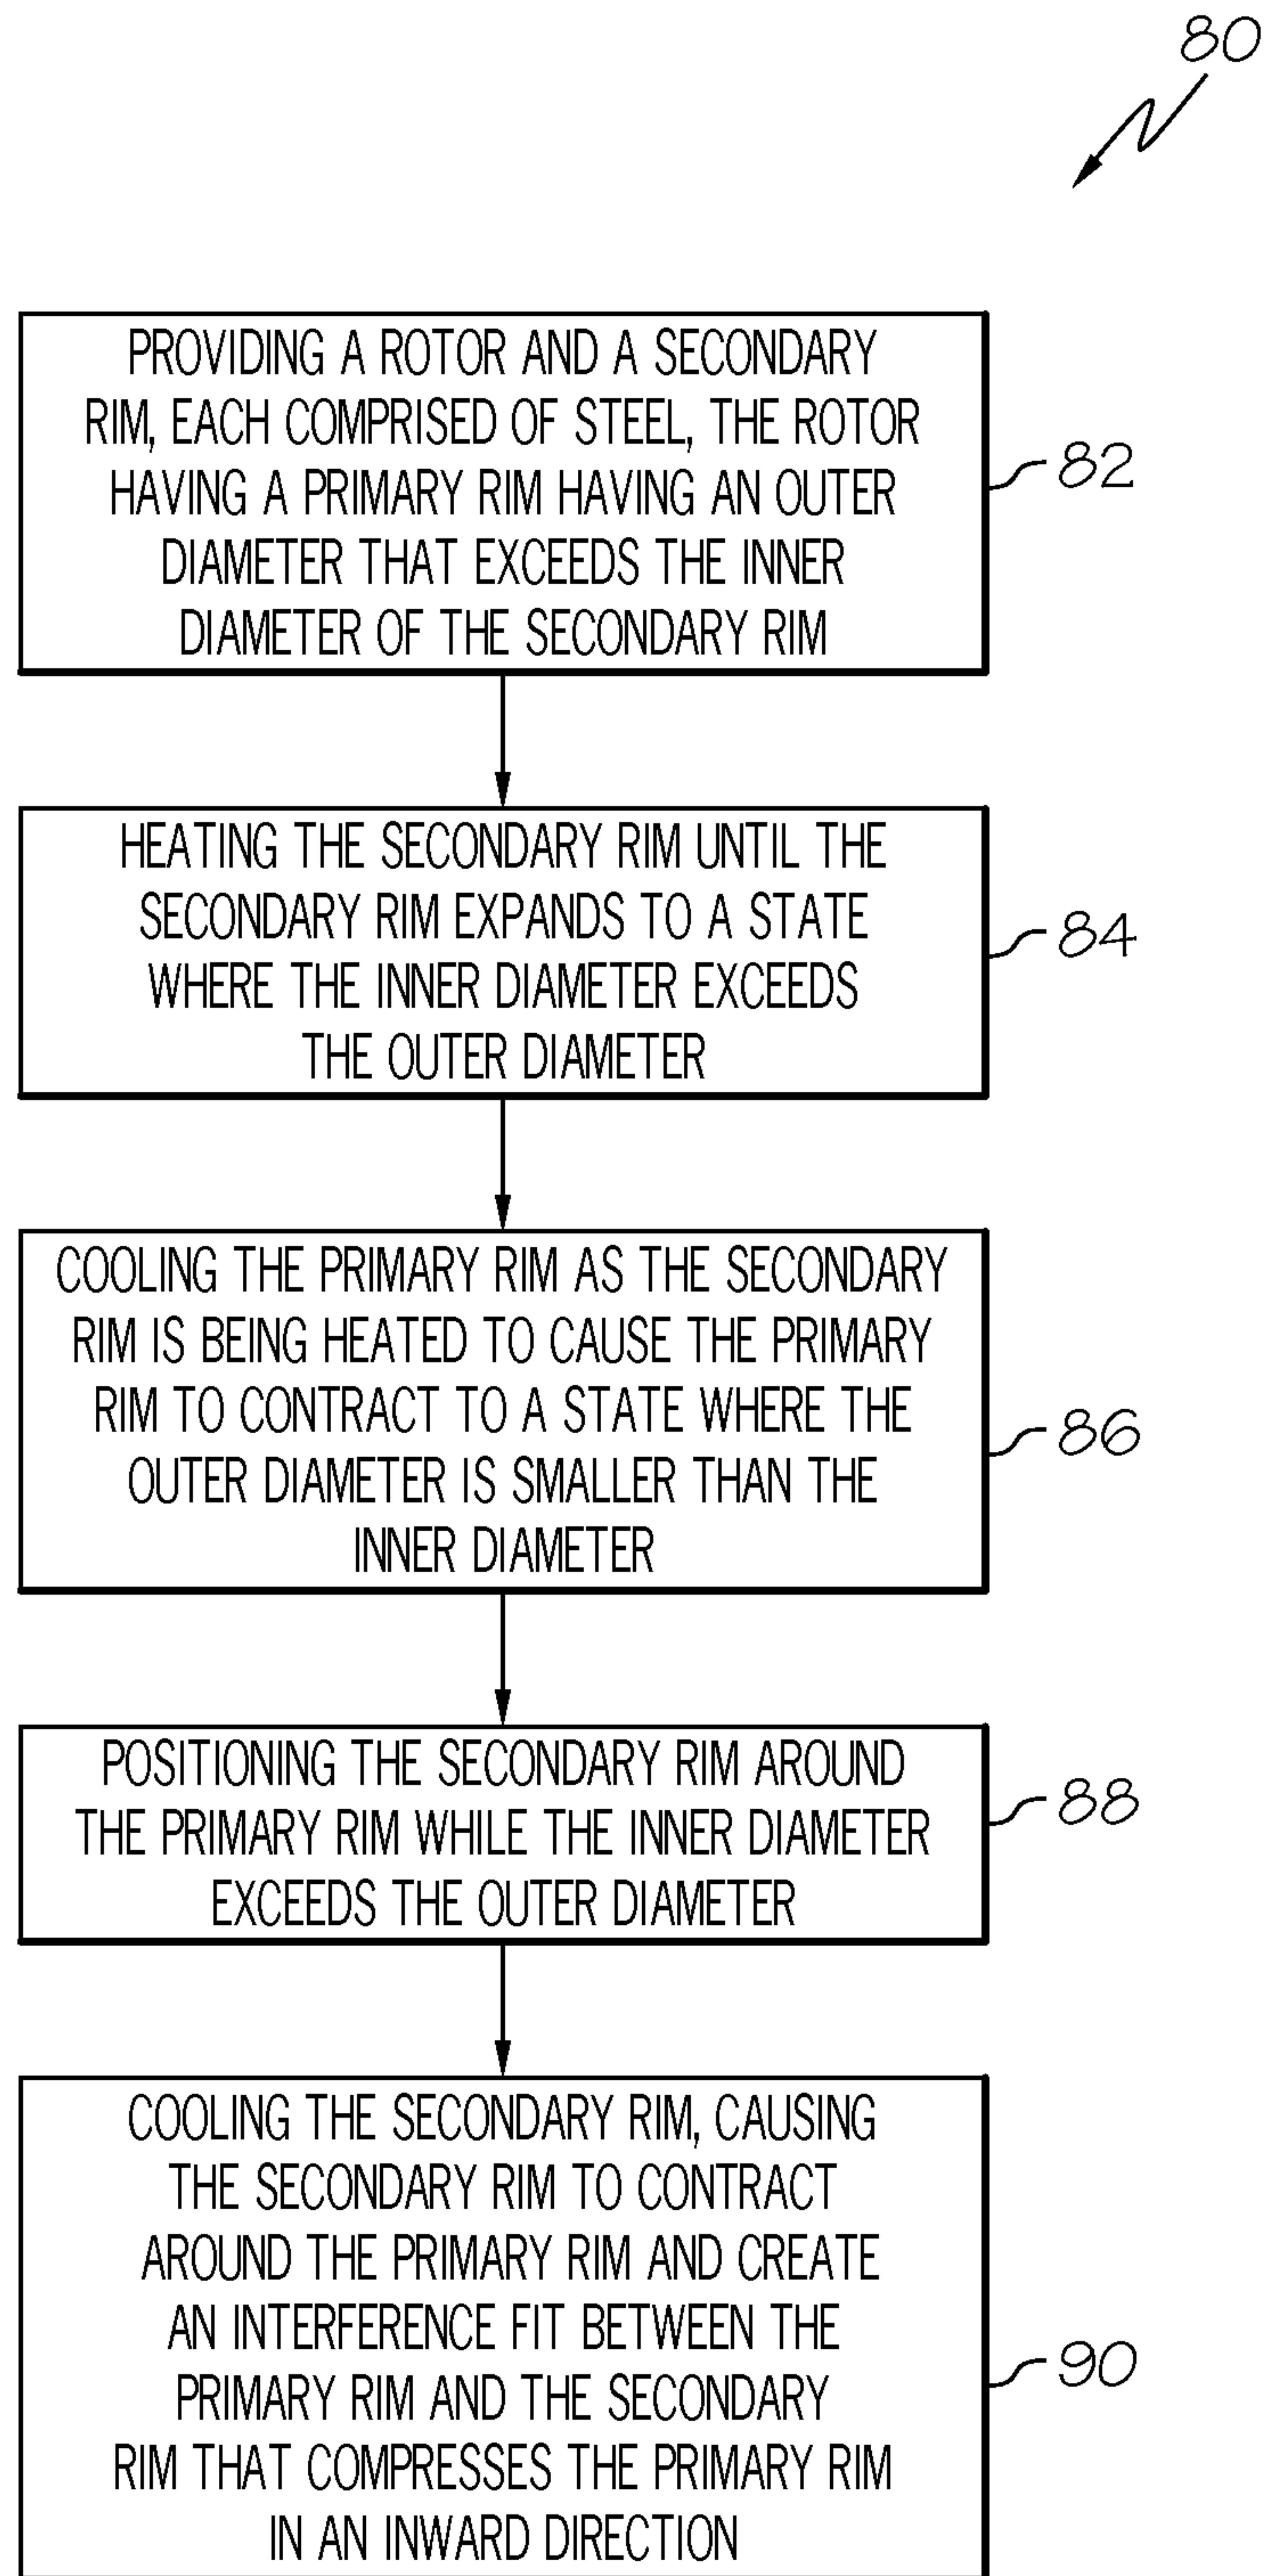 80
PROVIDING A ROTOR AND A SECONDARY
RIM, EACH COMPRISED OF STEEL, THE ROTOR
HAVING A PRIMARY RIM HAVING AN OUTER
DIAMETER THAT EXCEEDS THE INNER
DIAMETER OF THE SECONDARY RIM
82
HEATING THE SECONDARY RIM UNTIL THE
SECONDARY RIM EXPANDS TO A STATE
WHERE THE INNER DIAMETER EXCEEDS
THE OUTER DIAMETER
84
COOLING THE PRIMARY RIM AS THE SECONDARY
RIM IS BEING HEATED TO CAUSE THE PRIMARY
RIM TO CONTRACT TO A STATE WHERE THE
OUTER DIAMETER IS SMALLER THAN THE
INNER DIAMETER
86
POSITIONING THE SECONDARY RIM AROUND
THE PRIMARY RIM WHILE THE INNER DIAMETER
EXCEEDS THE OUTER DIAMETER
88
COOLING THE SECONDARY RIM, CAUSING
THE SECONDARY RIM TO CONTRACT
AROUND THE PRIMARY RIM AND CREATE
AN INTERFERENCE FIT BETWEEN THE
PRIMARY RIM AND THE SECONDARY
RIM THAT COMPRESSES THE PRIMARY RIM
IN AN INWARD DIRECTION
90